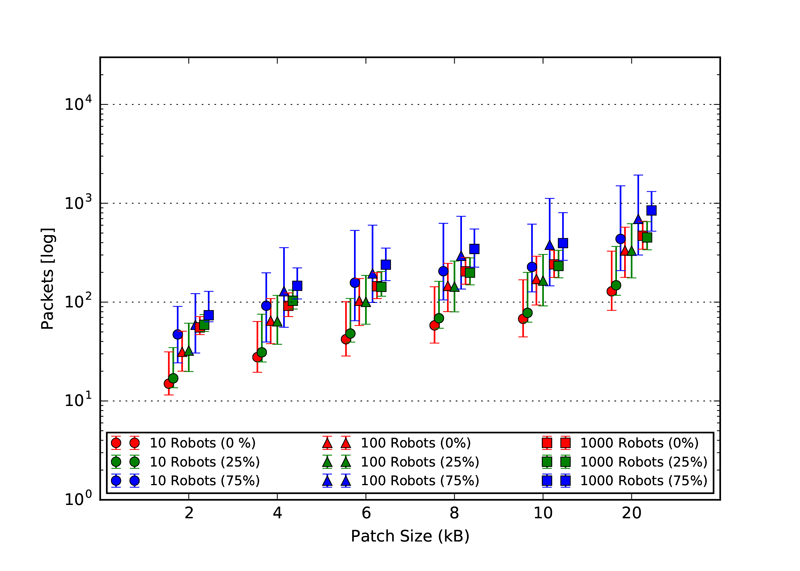 10^4
10^3
10^2
10^1
10^0
Packets [log]
10 Robots (0 %) 100 Robots (0%) 1000 Robots (0%)
10 Robots (25%) 100 Robots (25%) 1000 Robots (25%)
10 Robots (75%) 100 Robots (75%) 1000 Robots (75%)
2 4 6 8 10 20
Patch Size (kB)